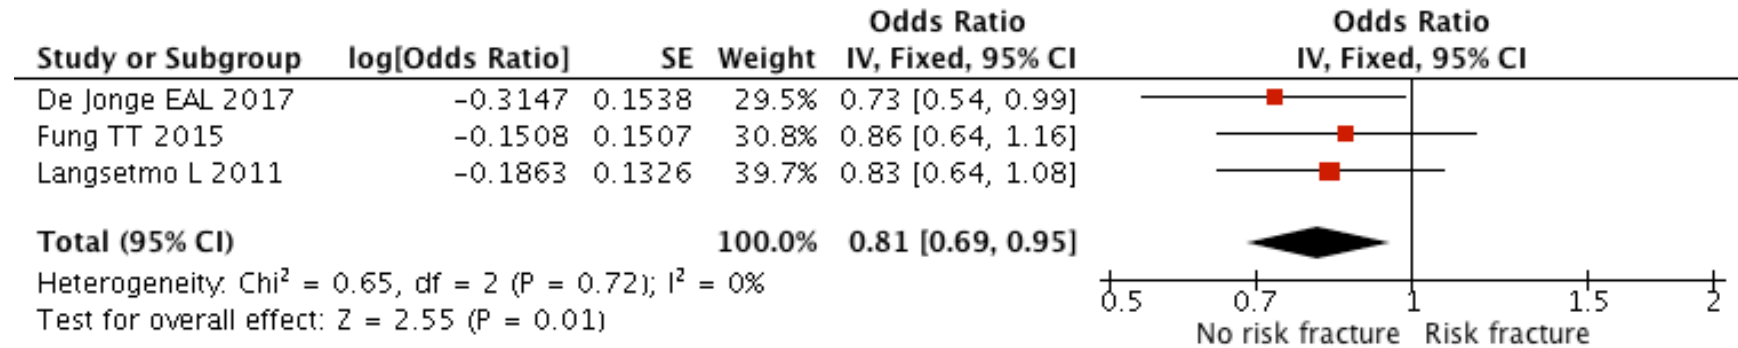 Odds Ratio Odds Ratio
Study or Subgroup log[Odds Ratio] SE Weight IV, Fixed, 95% CI IV, Fixed, 95% CI
De Jonge EAL 2017 −0.3147 0.1538 29.5% 0.73 [0.54, 0.99]
Fung TT 2015 −0.1508 0.1507 30.8% 0.86 [0.64, 1.16]
Langsetmo L 2011 −0.1863 0.1326 39.7% 0.83 [0.64, 1.08]
Total (95% CI) 100.0% 0.81 [0.69, 0.95]
Heterogeneity: Chi² = 0.65, df = 2 (P = 0.72); I² = 0%
Test for overall effect: Z = 2.55 (P = 0.01)
0.5 0.7 1 1.5 2
No risk fracture Risk fracture